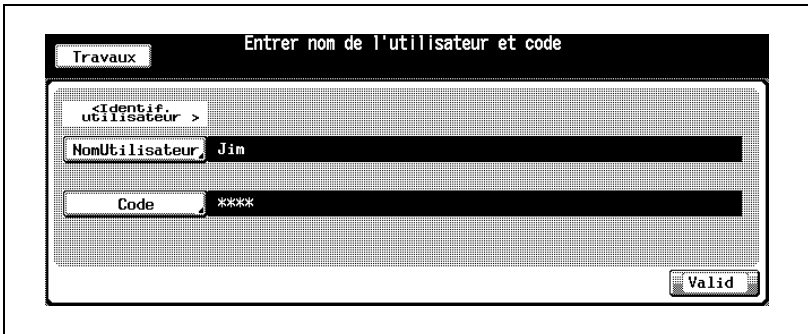 Entrer nom de l'utilisateur et code
Travaux
<Identif.
utilisateur >
NomUtilisateur Jim
Code ****
Valid